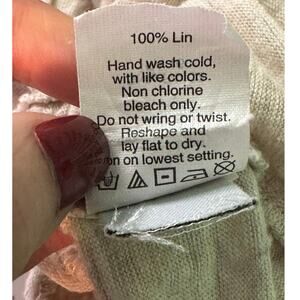 100% Lin
Hand wash cold,
with like colors.
Non chlorine
bleach only.
Do not wring or twist.
Reshape and
lay flat to dry.
on on lowest setting.